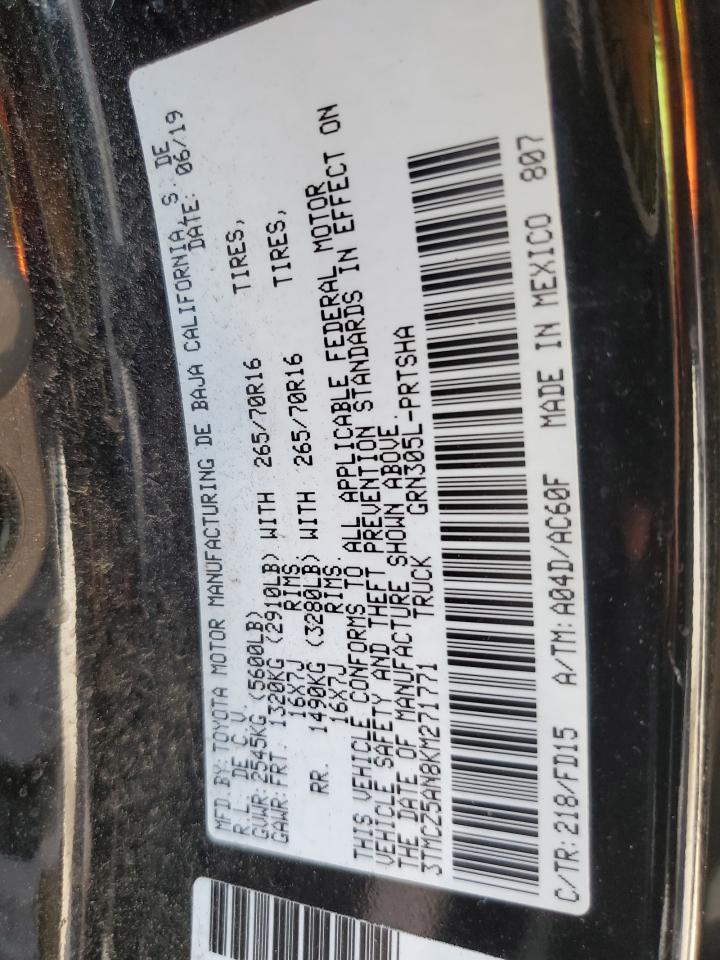 MFD.BY:TOYOTA MOTOR MANUFACTURING DE BAJA CALIFORNIA, S. DE
R. L. DE C.V. DATE: 06/19
GVWR:2545KG (5600LB)
GAWR:FRT. 1320KG (2910LB) WITH 265/70R16 TIRES,
16X7J RIMS.
RR. 1490KG (3280LB) WITH 265/70R16 TIRES,
16X7J RIMS.
THIS VEHICLE CONFORMS TO ALL APPLICABLE FEDERAL MOTOR
VEHICLE SAFETY AND THEFT PREVENTION STANDARDS IN EFFECT ON
THE DATE OF MANUFACTURE SHOWN ABOVE.
3TMCZ5AN8KM271771 TRUCK GRN305L-PRTSHA
C/TR:218/FD15 A/TM:A04D/AC60F MADE IN MEXICO 807